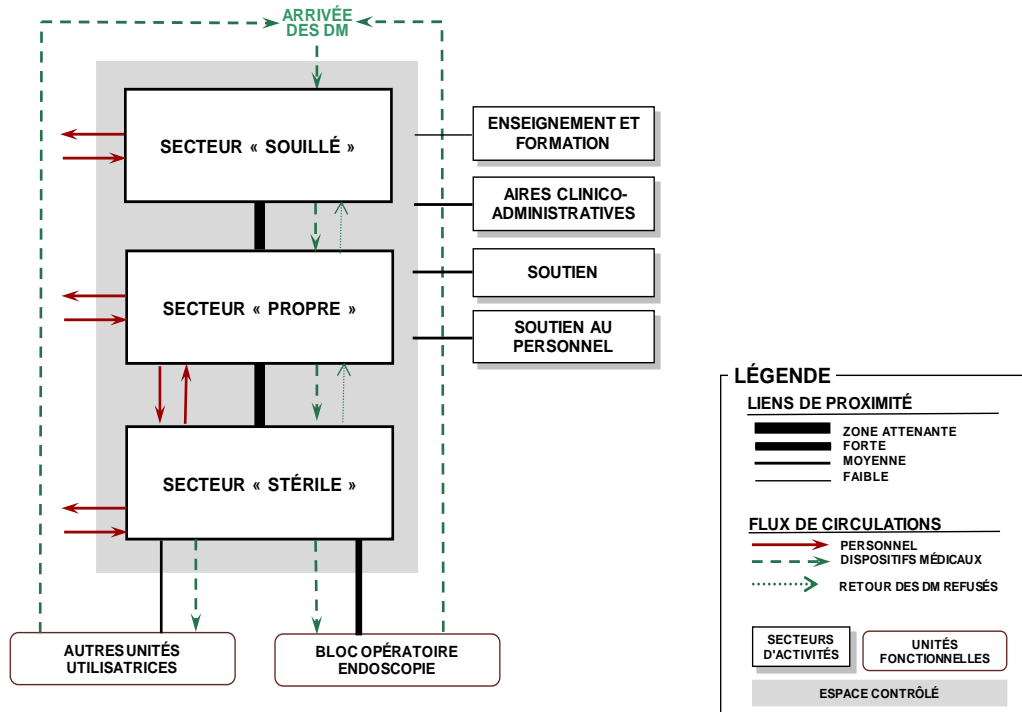 ARRIVÉE
DES DM
SECTEUR « SOUILLÉ »
ENSEIGNEMENT ET
FORMATION
AIRES CLINICO-
ADMINISTRATIVES
SECTEUR « PROPRE »
SOUTIEN
SOUTIEN AU
PERSONNEL
SECTEUR « STÉRILE »
AUTRES UNITÉS
UTILISATRICES
BLOC OPÉRATOIRE
ENDOSCOPIE
LÉGENDE
LIENS DE PROXIMITÉ
ZONE ATTENANTE
FORTE
MOYENNE
FAIBLE
FLUX DE CIRCULATIONS
PERSONNEL
DISPOSITIFS MÉDICAUX
RETOUR DES DM REFUSÉS
SECTEURS
D'ACTIVITÉS
UNITÉS
FONCTIONNELLES
ESPACE CONTRÔLÉ